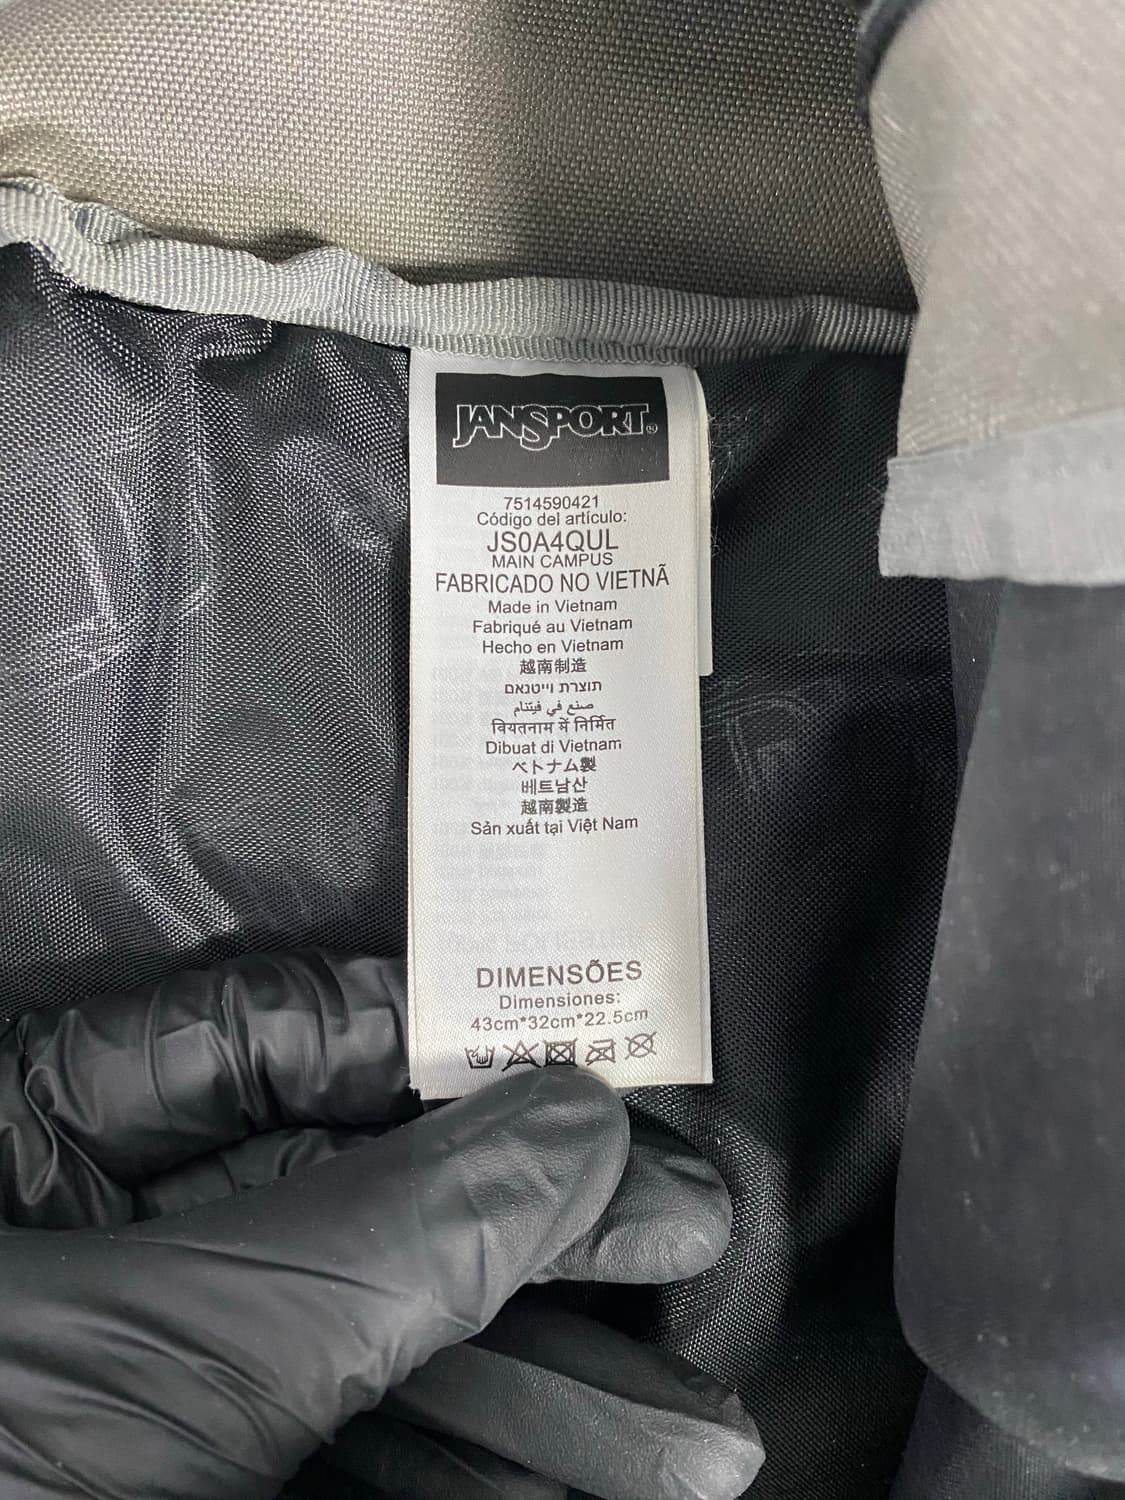 JANSPORT®
7514590421
Código del artículo:
JS0A4QUL
MAIN CAMPUS
FABRICADO NO VIETNÃ
Made in Vietnam
Fabriqué au Vietnam
Hecho en Vietnam
越南制造
תוצרת וייטנאם
صنع في فيتنام
वियतनाम में निर्मित
Dibuat di Vietnam
ベトナム製
베트남산
越南製造
Sản xuất tại Việt Nam
DIMENSÕES
Dimensiones:
43cm*32cm*22.5cm